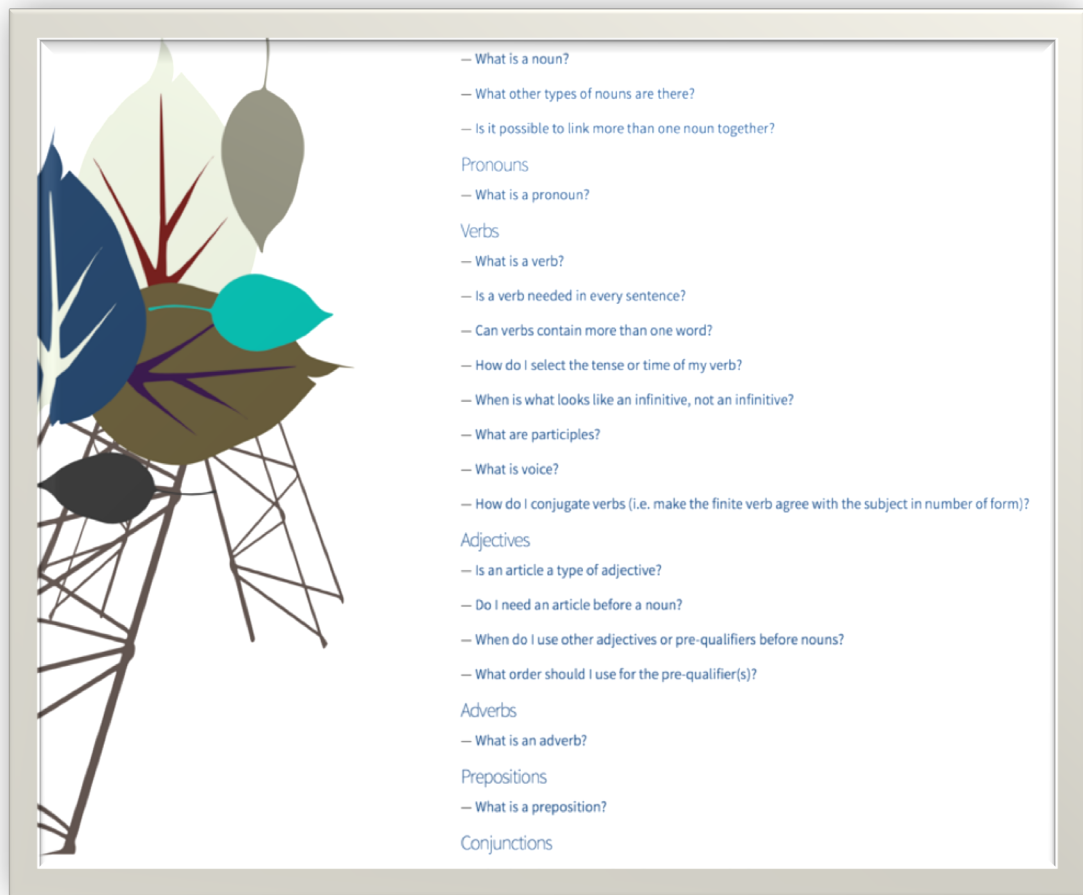 — What is a noun?
— What other types of nouns are there?
— Is it possible to link more than one noun together?
Pronouns
— What is a pronoun?
Verbs
— What is a verb?
— Is a verb needed in every sentence?
— Can verbs contain more than one word?
— How do I select the tense or time of my verb?
— When is what looks like an infinitive, not an infinitive?
— What are participles?
— What is voice?
— How do I conjugate verbs (i.e. make the finite verb agree with the subject in number of form)?
Adjectives
— Is an article a type of adjective?
— Do I need an article before a noun?
— When do I use other adjectives or pre-qualifiers before nouns?
— What order should I use for the pre-qualifier(s)?
Adverbs
— What is an adverb?
Prepositions
— What is a preposition?
Conjunctions